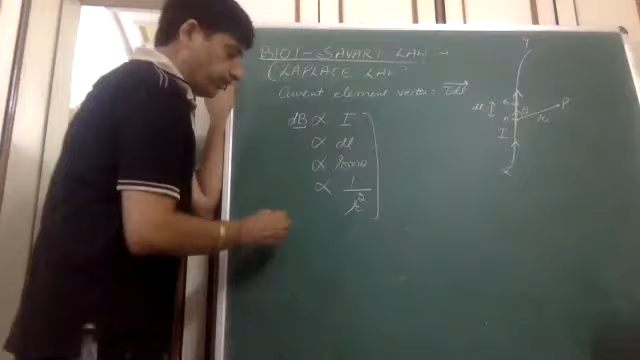 BIOT-SAVART LAW -
(LAPLACE LAW
Current element vector = Idl
dB ∝ I
∝ dl
∝ sinθ
∝ 1/r²
Y
dl
θ
P
r
I
X